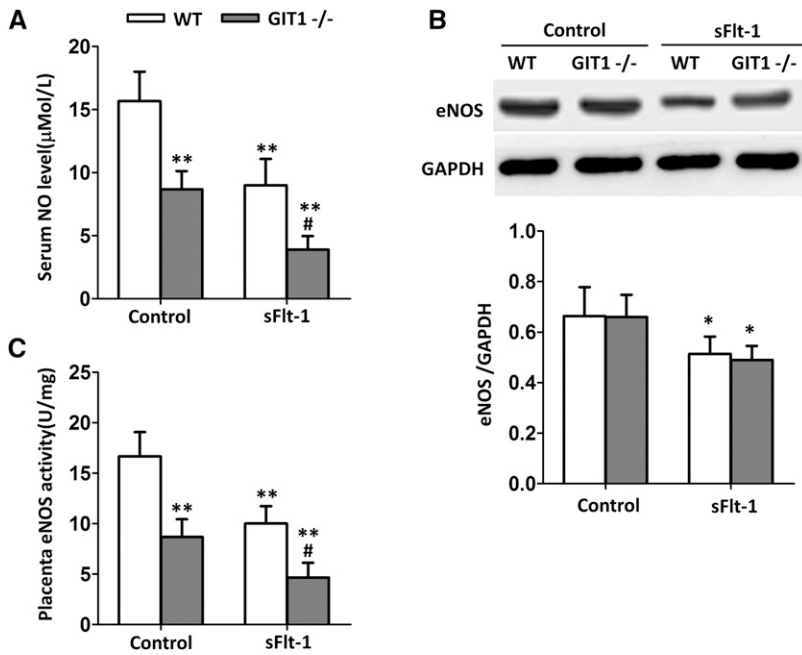 A
WT
GIT1 -/-
Serum NO level(μMol/L)
20
15
10
5
0
**
**
**
#
Control
sFlt-1
B
Control
sFlt-1
WT
GIT1 -/-
WT
GIT1 -/-
eNOS
GAPDH
eNOS /GAPDH
1.0
0.8
0.6
0.4
0.2
0.0
*
*
Control
sFlt-1
C
Placenta eNOS activity(U/mg)
25
20
15
10
5
0
**
**
**
#
Control
sFlt-1